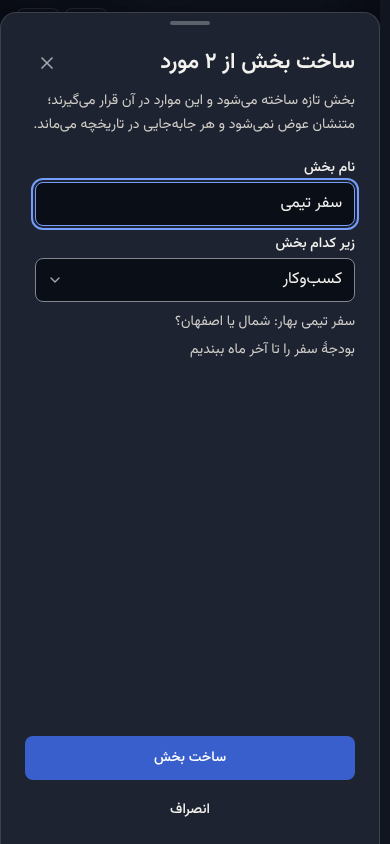 ساخت بخش از ۲ مورد
بخش تازه ساخته می‌شود و این موارد در آن قرار می‌گیرند؛
متنشان عوض نمی‌شود و هر جابه‌جایی در تاریخچه می‌ماند.
نام بخش
سفر تیمی
زیر کدام بخش
کسب‌وکار
سفر تیمی بهار: شمال یا اصفهان؟
بودجهٔ سفر را تا آخر ماه ببندیم
ساخت بخش
انصراف